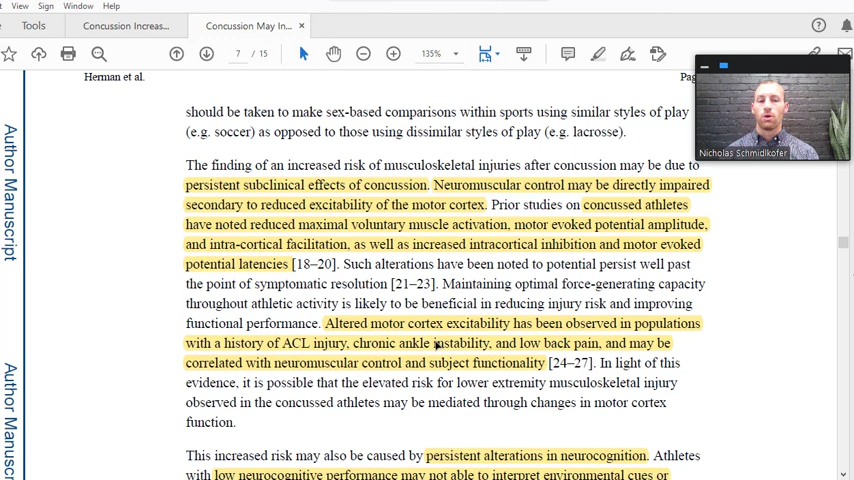 Show View Sign Window Help
Tools Concussion Increas... Concussion May In... ×
7 / 15 135%
Herman et al.
Pag
Nicholas Schmidlkofer
Author Manuscript
should be taken to make sex-based comparisons within sports using similar styles of play
(e.g. soccer) as opposed to those using dissimilar styles of play (e.g. lacrosse).
The finding of an increased risk of musculoskeletal injuries after concussion may be due to
persistent subclinical effects of concussion. Neuromuscular control may be directly impaired
secondary to reduced excitability of the motor cortex. Prior studies on concussed athletes
have noted reduced maximal voluntary muscle activation, motor evoked potential amplitude,
and intra-cortical facilitation, as well as increased intracortical inhibition and motor evoked
potential latencies [18–20]. Such alterations have been noted to potential persist well past
the point of symptomatic resolution [21–23]. Maintaining optimal force-generating capacity
throughout athletic activity is likely to be beneficial in reducing injury risk and improving
functional performance. Altered motor cortex excitability has been observed in populations
with a history of ACL injury, chronic ankle instability, and low back pain, and may be
correlated with neuromuscular control and subject functionality [24–27]. In light of this
evidence, it is possible that the elevated risk for lower extremity musculoskeletal injury
observed in the concussed athletes may be mediated through changes in motor cortex
function.
Author Manuscr
This increased risk may also be caused by persistent alterations in neurocognition. Athletes
with low neurocognitive performance may not able to interpret environmental cues or